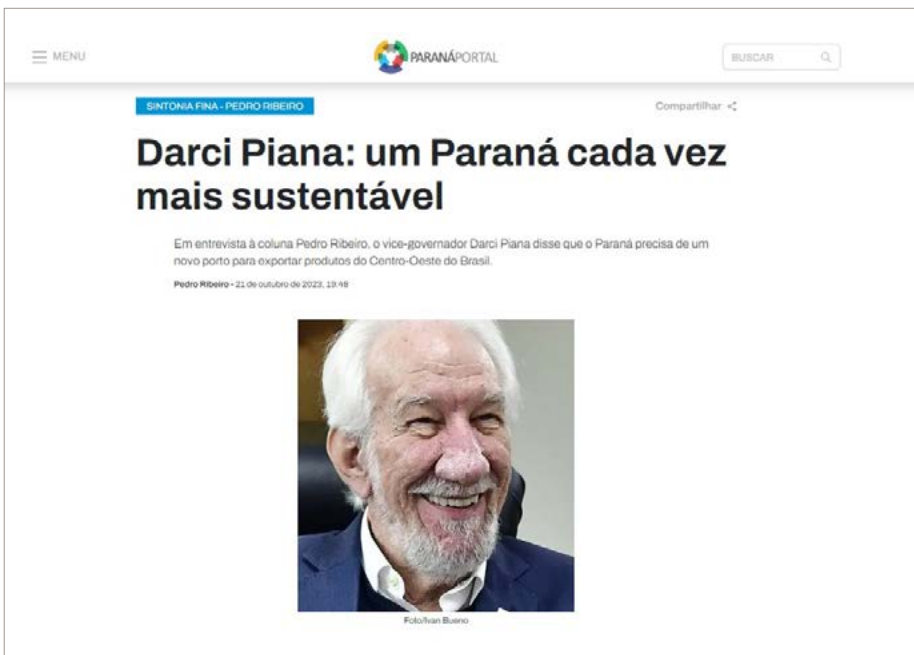 MENU
PARANÁPORTAL
BUSCAR
SINTONIA FINA - PEDRO RIBEIRO
Compartilhar
Darci Piana: um Paraná cada vez
mais sustentável
Em entrevista à coluna Pedro Ribeiro, o vice-governador Darci Piana disse que o Paraná precisa de um
novo porto para exportar produtos do Centro-Oeste do Brasil.
Pedro Ribeiro - 21 de outubro de 2023, 19:48
Foto/Ivan Bueno